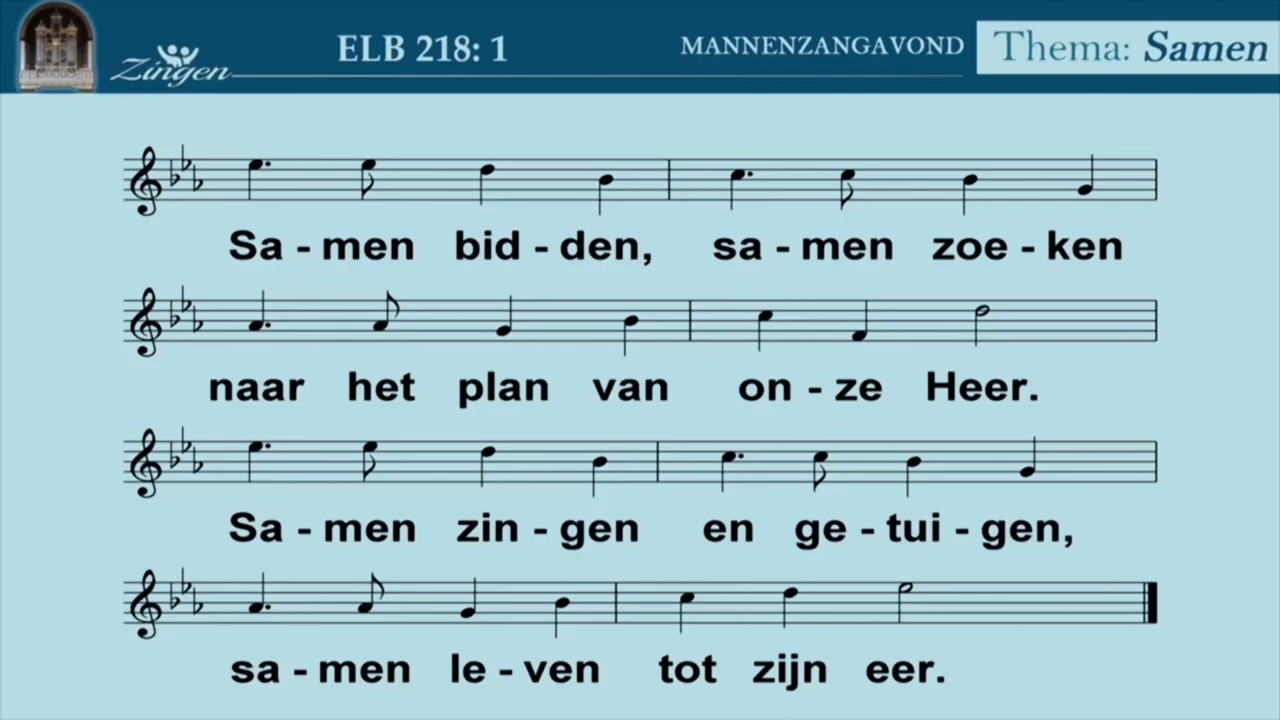 Zingen
ELB 218: 1
MANNENZANGAVOND
Thema: Samen
Sa - men bid - den, sa - men zoe - ken
naar het plan van on - ze Heer.
Sa - men zin - gen en ge - tui - gen,
sa - men le - ven tot zijn eer.